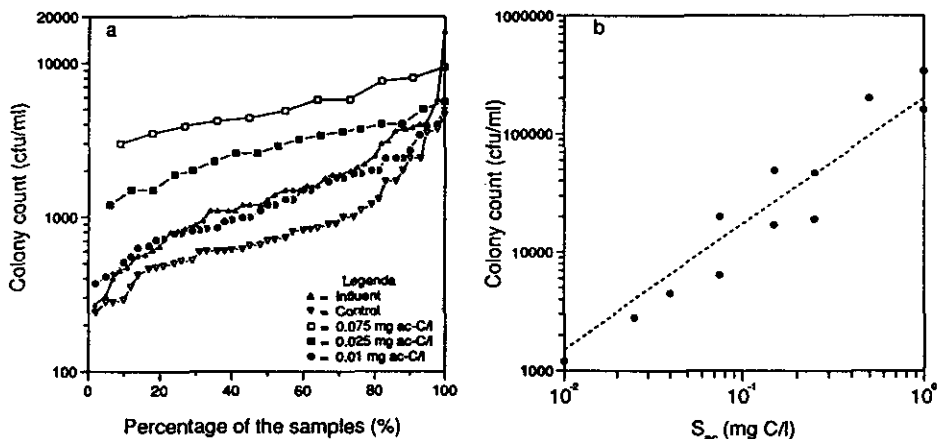 a
Colony count (cfu/ml)
20000
10000
1000
100
0
20
40
60
80
100
Percentage of the samples (%)
Legenda
Influent
Control
0.075 mg ac-C/l
0.025 mg ac-C/l
0.01 mg ac-C/l
b
Colony count (cfu/ml)
1000000
100000
10000
1000
10⁻²
10⁻¹
10⁰
S_ac (mg C/l)